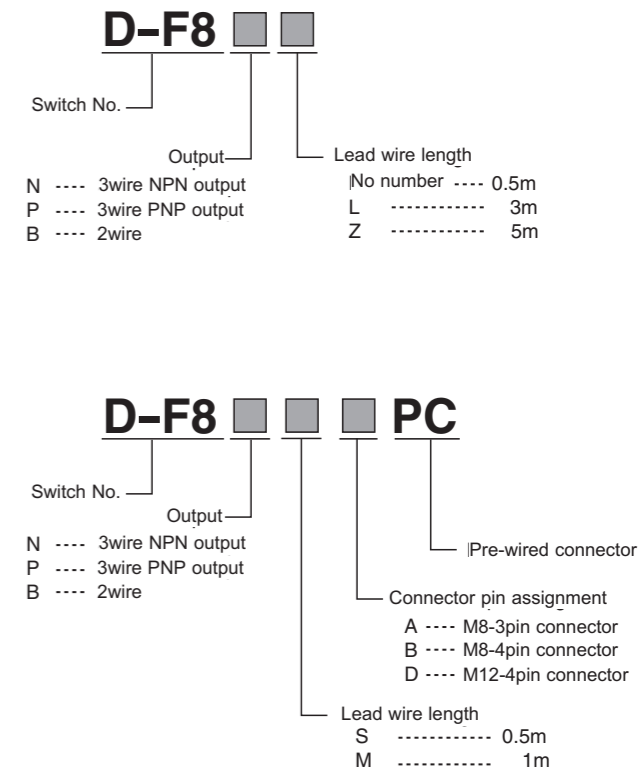 D-F8
Switch No.
Output
N ---- 3wire NPN output
P ---- 3wire PNP output
B ---- 2wire
Lead wire length
No number ---- 0.5m
L ------------ 3m
Z ------------ 5m
D-F8 PC
Switch No.
Output
N ---- 3wire NPN output
P ---- 3wire PNP output
B ---- 2wire
Pre-wired connector
Connector pin assignment
A ---- M8-3pin connector
B ---- M8-4pin connector
D ---- M12-4pin connector
Lead wire length
S ------------ 0.5m
M ------------ 1m